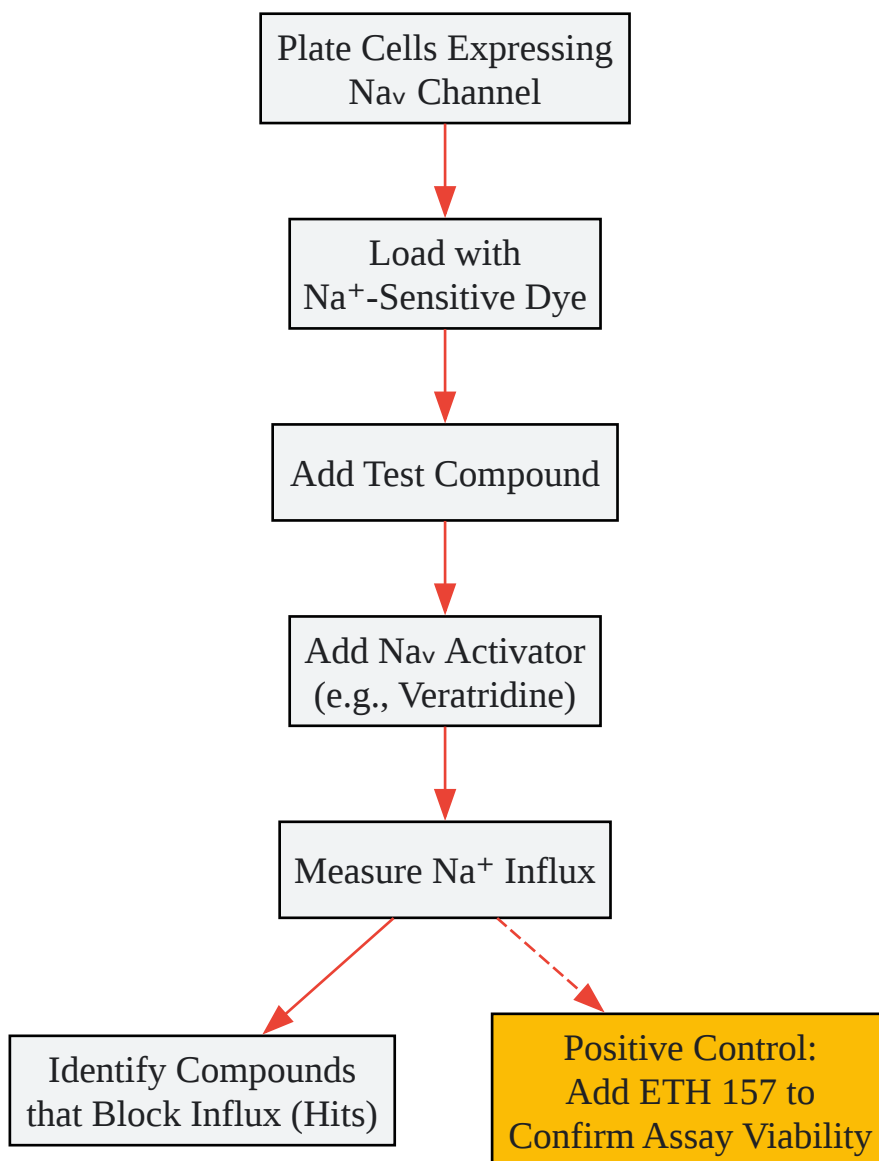 Plate Cells Expressing
Naᵥ Channel
Load with
Na⁺-Sensitive Dye
Add Test Compound
Add Naᵥ Activator
(e.g., Veratridine)
Measure Na⁺ Influx
Identify Compounds
that Block Influx (Hits)
Positive Control:
Add ETH 157 to
Confirm Assay Viability